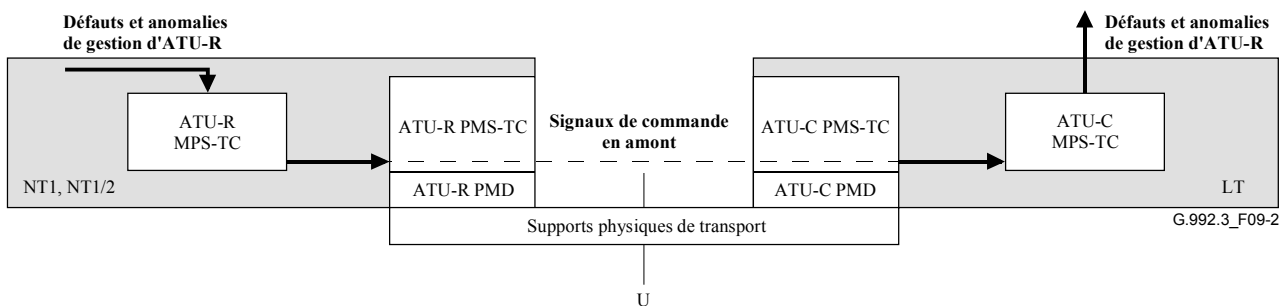 Défauts et anomalies
de gestion d'ATU-R
Défauts et anomalies
de gestion d'ATU-R
ATU-R
MPS-TC
ATU-R PMS-TC
Signaux de commande
en amont
ATU-C PMS-TC
ATU-C
MPS-TC
NT1, NT1/2
ATU-R PMD
ATU-C PMD
LT
Supports physiques de transport
G.992.3_F09-2
U